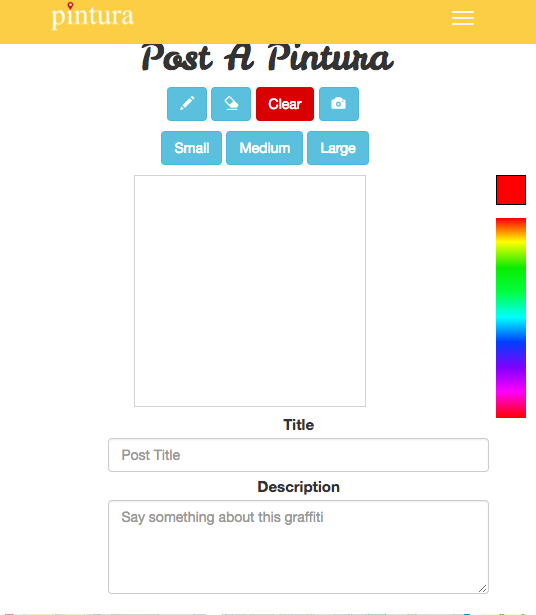 pintura
Post A Pintura
Clear
Small Medium Large
Title
Post Title
Description
Say something about this graffiti